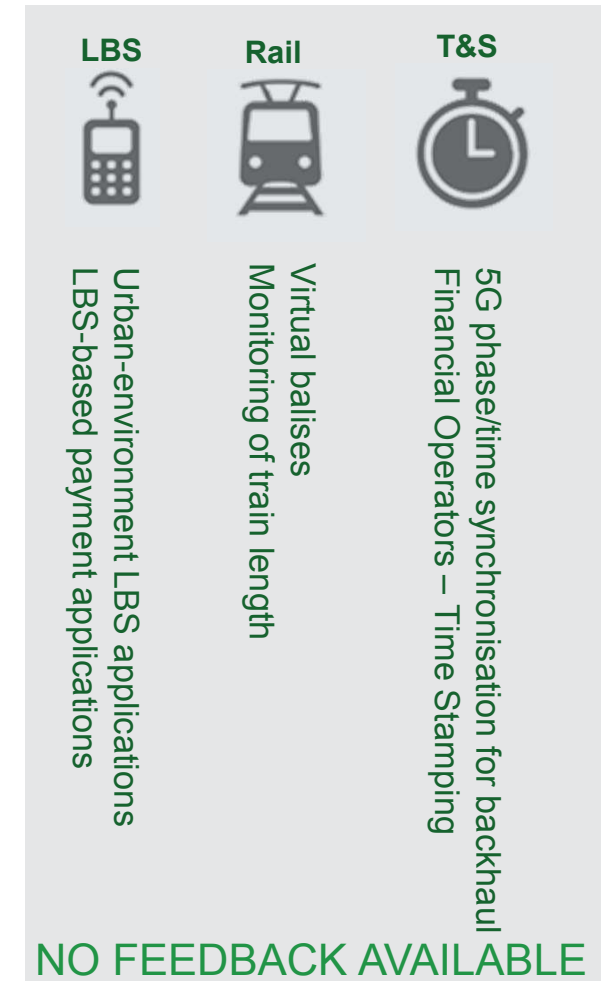 LBS
Rail
T&S
Urban-environment LBS applications
LBS-based payment applications
Virtual balises
Monitoring of train length
5G phase/time synchronisation for backhaul
Financial Operators – Time Stamping
NO FEEDBACK AVAILABLE